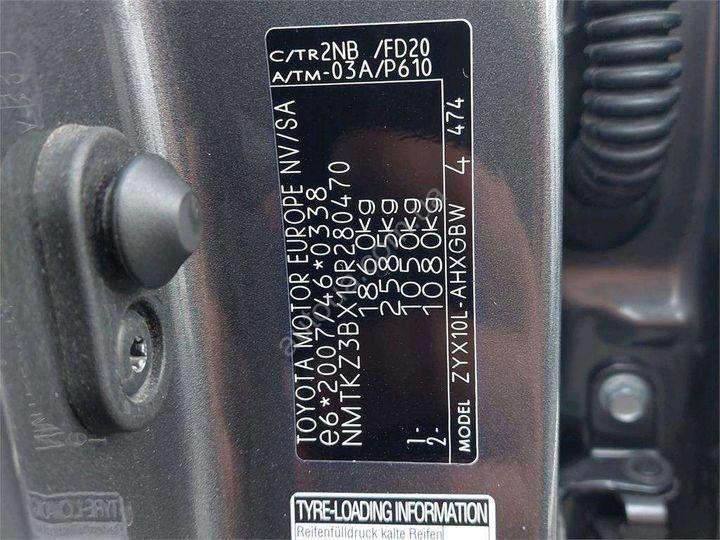 C/TR2NB /FD20
A/TM-03A/P610
TOYOTA MOTOR EUROPE NV/SA
e6*2007/46*0338
NMTKZ3BX10R280470
1860kg
2585kg
1- 1050kg
2- 1080kg
MODEL ZYX10L-AHXGBW 4 474
TYRE-LOADING INFORMATION
Reifenfülldruck kalte Reifen